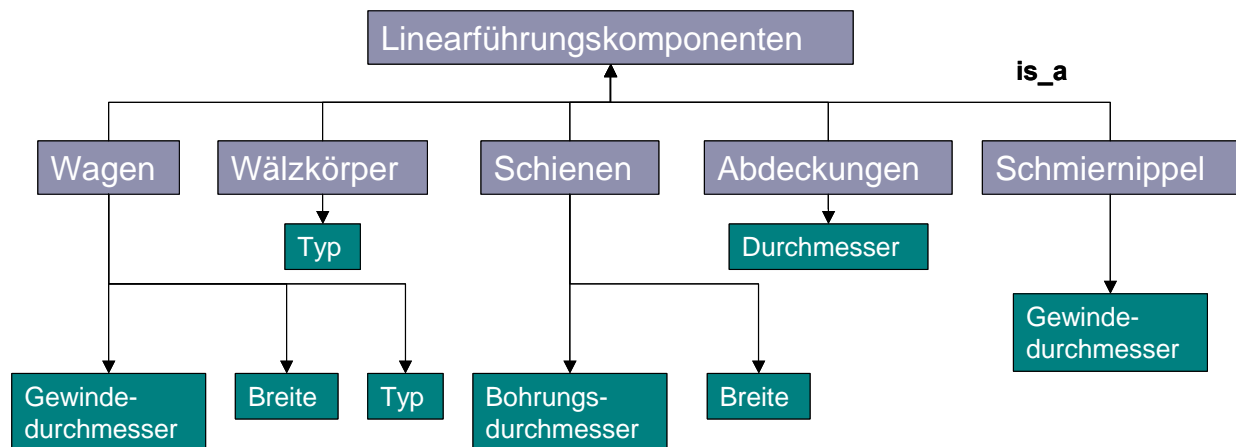 Linearführungskomponenten
is_a
Wagen
Wälzkörper
Schienen
Abdeckungen
Schmiernippel
Typ
Durchmesser
Gewinde-
durchmesser
Gewinde-
durchmesser
Breite
Typ
Bohrungs-
durchmesser
Breite